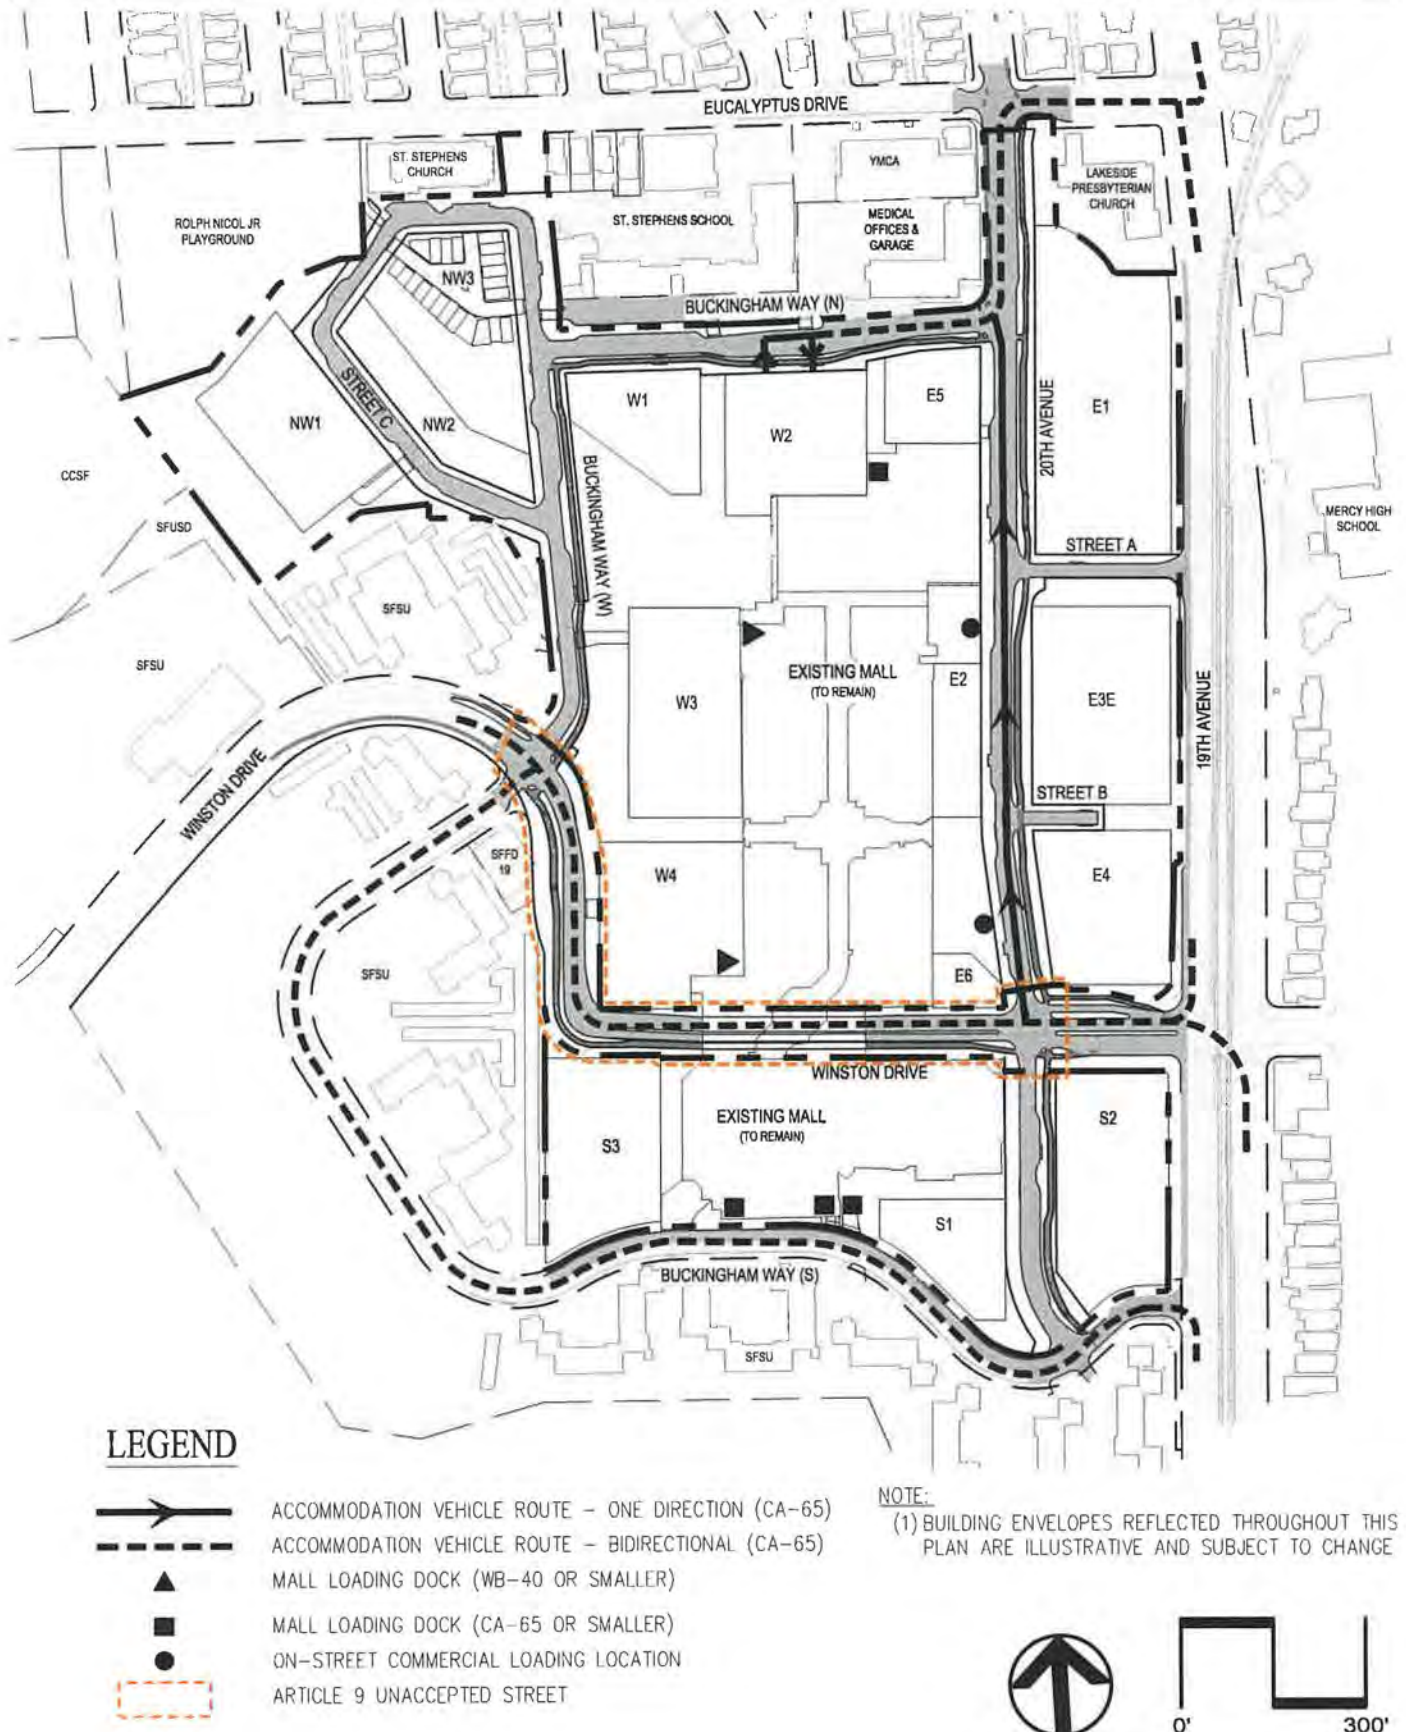 EUCALYPTUS DRIVE
ST. STEPHENS
CHURCH
YMCA
LAKESIDE
PRESBYTERIAN
CHURCH
ROLPH NICOL JR
PLAYGROUND
ST. STEPHENS SCHOOL
MEDICAL
OFFICES &
GARAGE
NW3
BUCKINGHAM WAY (N)
STREET C
NW1
NW2
W1
W2
E5
20TH AVENUE
E1
CCSF
SFUSD
BUCKINGHAM WAY (W)
MERCY HIGH
SCHOOL
STREET A
SFSU
SFSU
EXISTING MALL
(TO REMAIN)
W3
E2
E3E
19TH AVENUE
WINSTON DRIVE
STREET B
SFFD
19
W4
E4
SFSU
E6
WINSTON DRIVE
S3
EXISTING MALL
(TO REMAIN)
S2
S1
BUCKINGHAM WAY (S)
SFSU
LEGEND
ACCOMMODATION VEHICLE ROUTE - ONE DIRECTION (CA-65)
ACCOMMODATION VEHICLE ROUTE - BIDIRECTIONAL (CA-65)
MALL LOADING DOCK (WB-40 OR SMALLER)
MALL LOADING DOCK (CA-65 OR SMALLER)
ON-STREET COMMERCIAL LOADING LOCATION
ARTICLE 9 UNACCEPTED STREET
NOTE:
(1) BUILDING ENVELOPES REFLECTED THROUGHOUT THIS
PLAN ARE ILLUSTRATIVE AND SUBJECT TO CHANGE
0' 300'